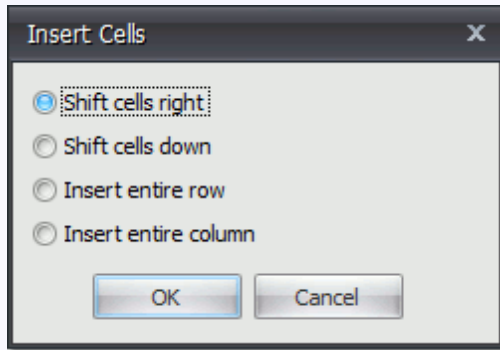 Insert Cells x
Shift cells right
Shift cells down
Insert entire row
Insert entire column
OK Cancel